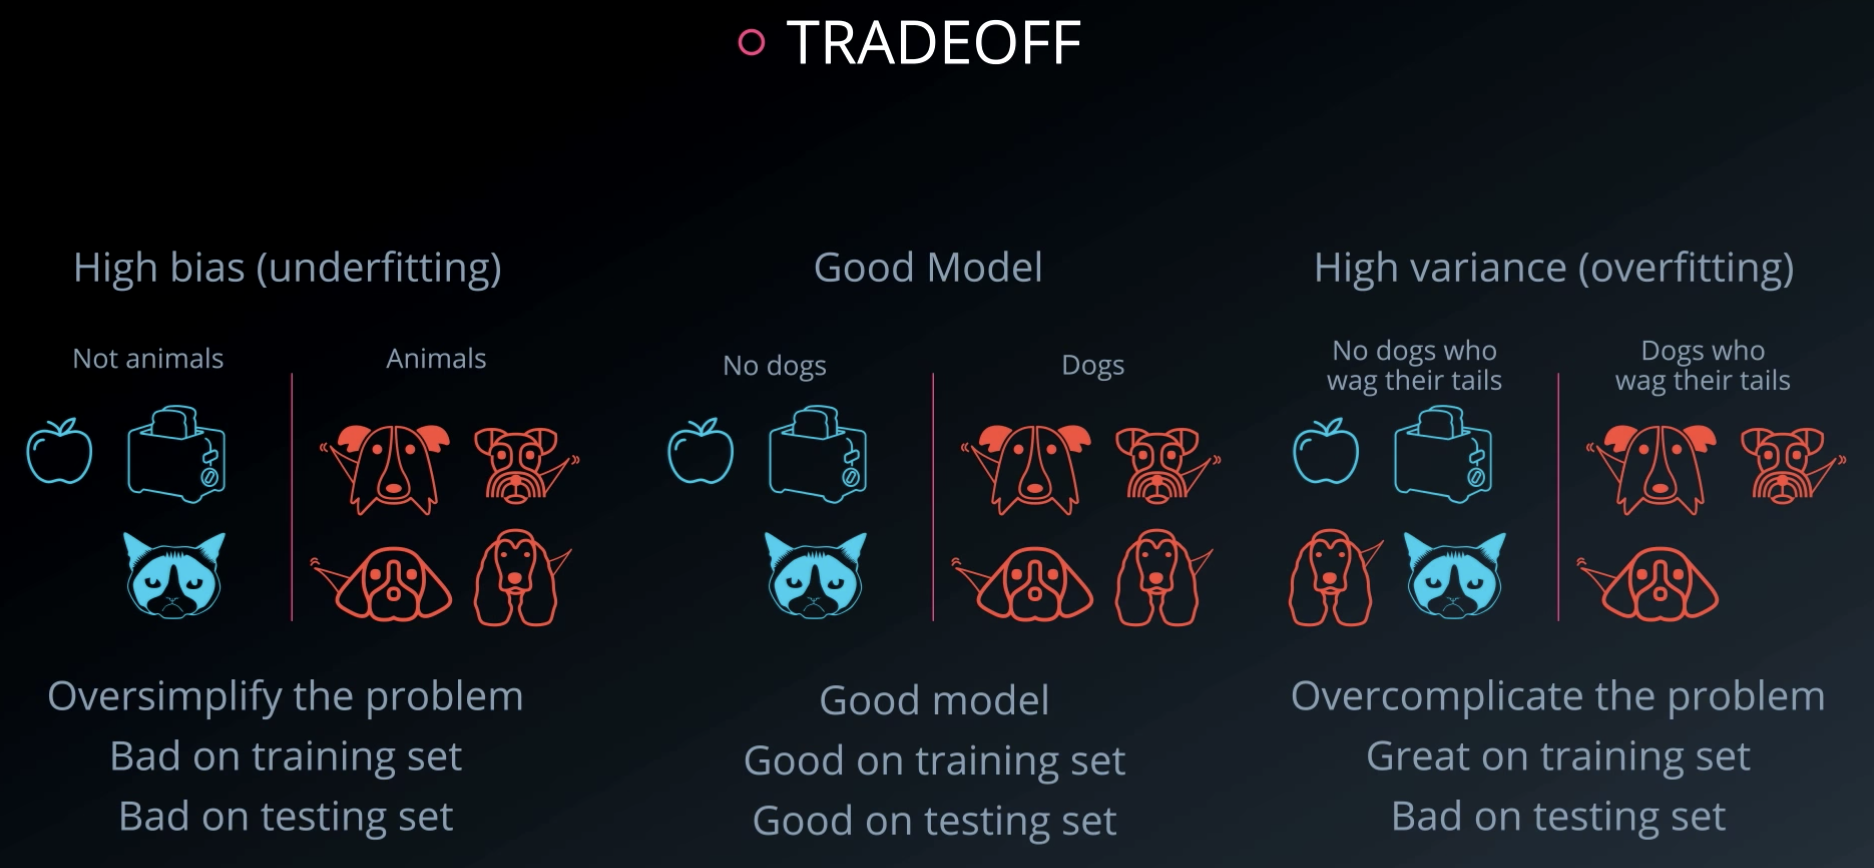 TRADEOFF
High bias (underfitting)
Not animals
Animals
Oversimplify the problem
Bad on training set
Bad on testing set
Good Model
No dogs
Dogs
Good model
Good on training set
Good on testing set
High variance (overfitting)
No dogs who
wag their tails
Dogs who
wag their tails
Overcomplicate the problem
Great on training set
Bad on testing set